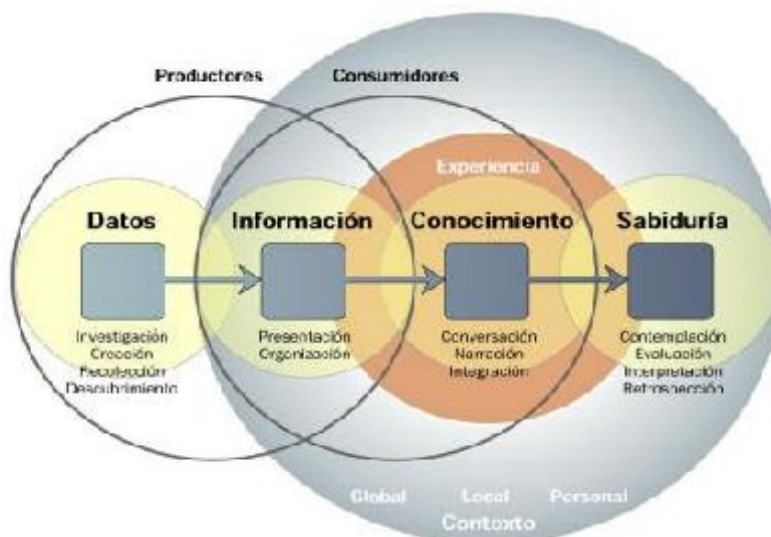 Productores
Consumidores
Experiencia
Datos
Información
Conocimiento
Sabiduría
Investigación
Creación
Recolección
Descubrimiento
Presentación
Organización
Conversación
Narración
Integración
Contemplación
Evaluación
Interpretación
Retrospección
Global
Local
Personal
Contexto